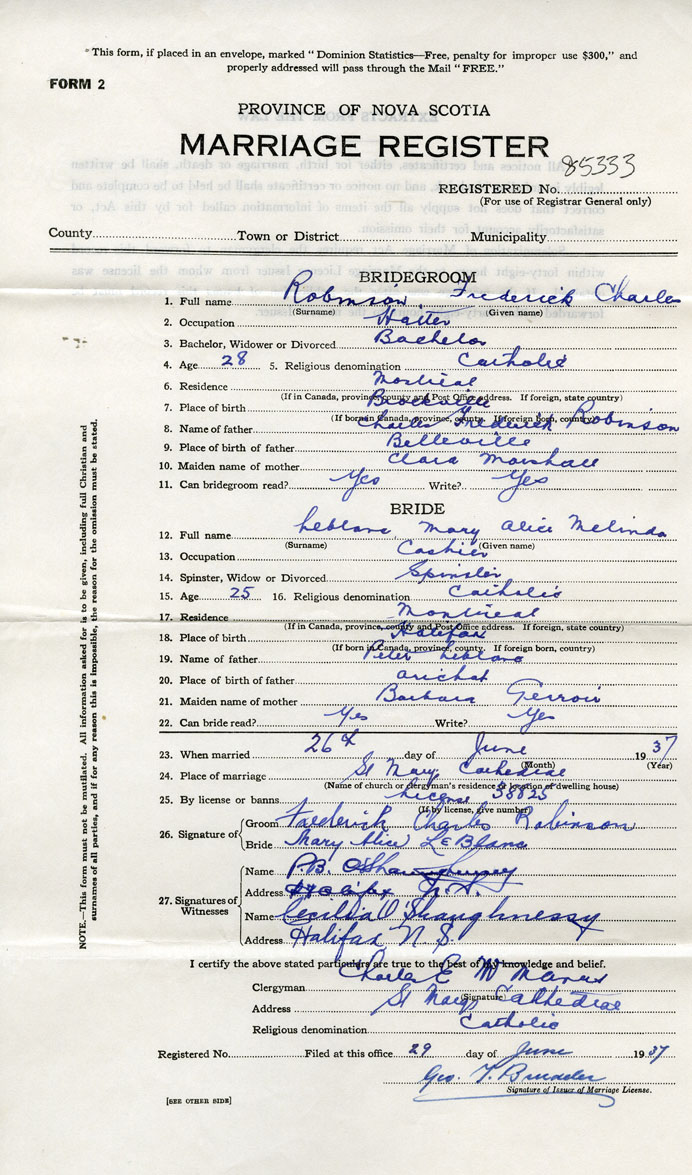 " This form, if placed in an envelope, marked " Dominion Statistics—Free, penalty for improper use $300," and
properly addressed will pass through the Mail " FREE."
FORM 2
PROVINCE OF NOVA SCOTIA
MARRIAGE REGISTER
85333
REGISTERED No.
(For use of Registrar General only)
County Town or District Municipality
BRIDEGROOM
1. Full name Robinson, Frederick Charles
(Surname) (Given name)
2. Occupation Hatter
3. Bachelor, Widower or Divorced Bachelor
4. Age 28 5. Religious denomination Catholic
6. Residence Montreal
(If in Canada, province, county and Post Office address. If foreign, state country)
7. Place of birth Brockville
(If born in Canada, province, county. If foreign born, country)
8. Name of father Charles Frederick Robinson
9. Place of birth of father Belleville
10. Maiden name of mother Clara Marshall
11. Can bridegroom read? Yes Write? Yes
BRIDE
12. Full name Leblanc, Mary Alice Melinda
(Surname) (Given name)
13. Occupation Cashier
14. Spinster, Widow or Divorced Spinster
15. Age 25 16. Religious denomination Catholic
17. Residence Montreal
(If in Canada, province, county and Post Office address. If foreign, state country)
18. Place of birth Halifax
(If born in Canada, province, county. If foreign born, country)
19. Name of father Peter Leblanc
20. Place of birth of father Arichat
21. Maiden name of mother Barbara
22. Can bride read? Yes Write? Yes
23. When married 26th day of June 1937
(Month) (Year)
24. Place of marriage St Mary Cathedral
(Name of church or clergyman's residence or location of dwelling house)
25. By license or banns License 38825
(If by license, give number)
26. Signature of Groom Frederick Charles Robinson
Bride Mary Alice LeBlanc
27. Signatures of Witnesses
Name P.B. O'Shaughnessy
Address Halifax N.S.
Name Cecilia O'Shaughnessy
Address Halifax N.S.
I certify the above stated particulars are true to the best of my knowledge and belief.
Clergyman Charles E
(Signature)
Address St Marys Cathedral
Religious denomination Catholic
Registered No. Filed at this office 29 day of June 1937
Geo. T.
Signature of Issuer of Marriage License.
[SEE OTHER SIDE]
NOTE.—This form must not be mutilated. All information asked for is to be given, including full Christian and
surnames of all parties, and if for any reason this is impossible, the reason for the omission must be stated.